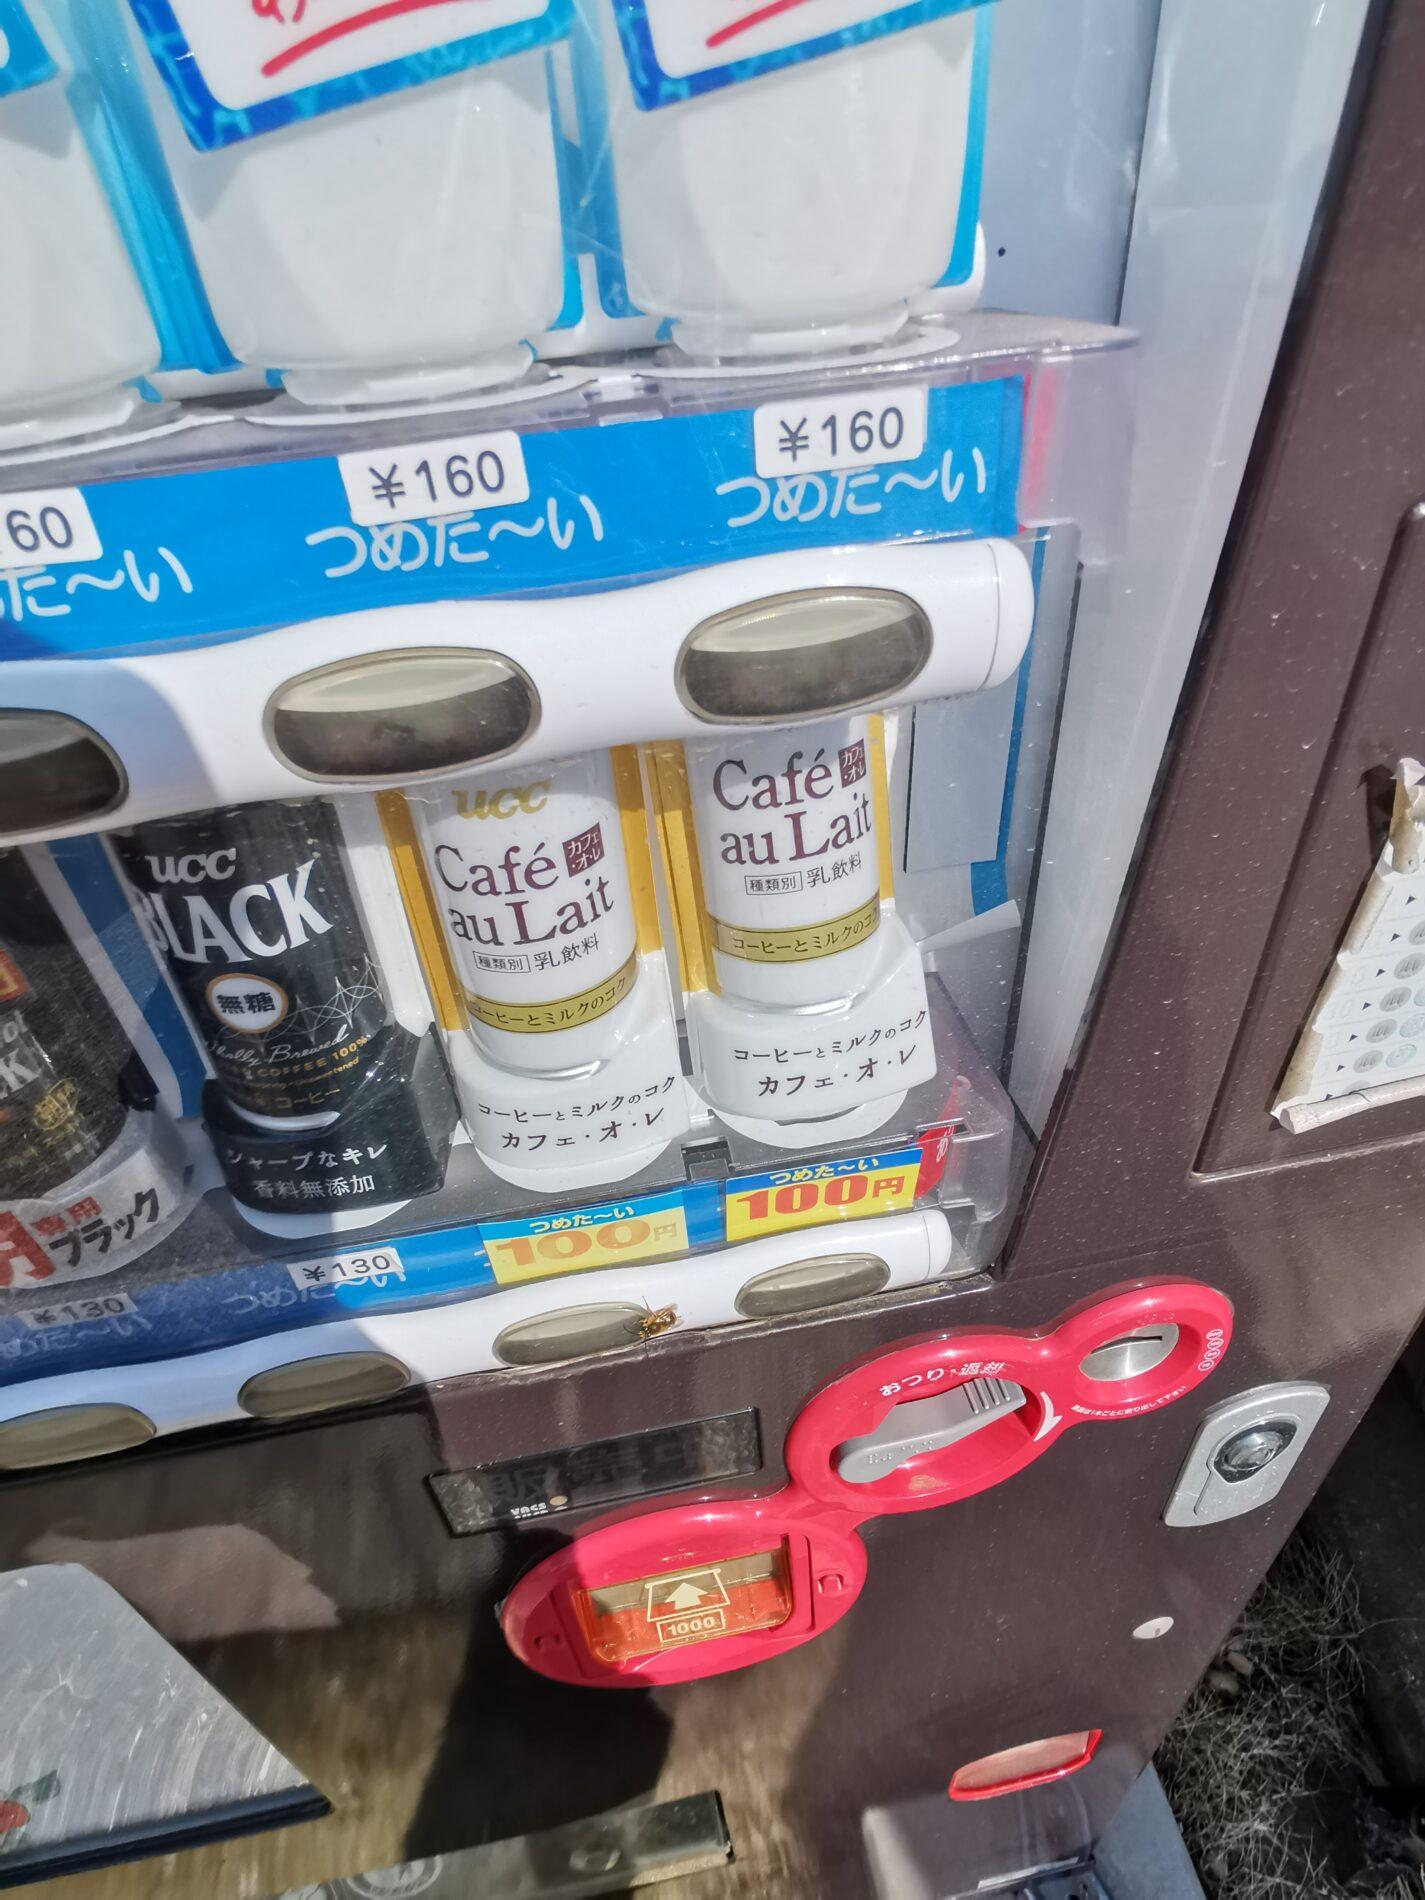 ¥160
つめた〜い
¥160
つめた〜い
60
た〜い
Café
au Lait
カフェ・オ・レ
種類別 乳飲料
コーヒーとミルクのコク
コーヒーとミルクのコク
カフェ・オ・レ
ucc
Café
au Lait
カフェ・オ・レ
種類別 乳飲料
コーヒーとミルクのコク
コーヒーとミルクのコク
カフェ・オ・レ
ucc
BLACK
無糖
Wholly Brewed
COFFEE 100%
コーヒー
シャープなキレ
香料無添加
専用
ブラック
つめた〜い
100円
つめた〜い
100円
¥130
つめた〜い
¥130
つめた〜い
おつり・返却
販売中
1000